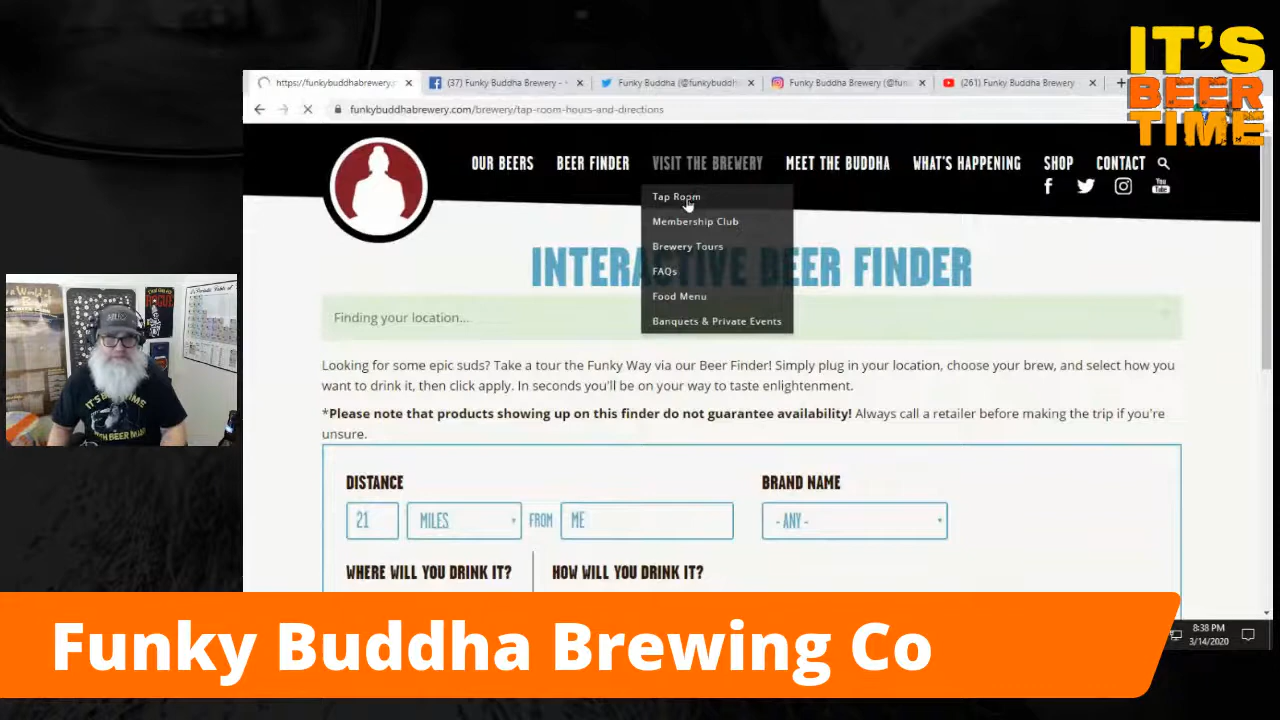 IT'S
BEER
TIME
https://funkybuddhabrewery.
(37) Funky Buddha Brewery -
Funky Buddha (@funkybuddh
Funky Buddha Brewery (@fun
(261) Funky Buddha Brewery
funkybuddhabrewery.com/brewery/tap-room-hours-and-directions
OUR BEERS BEER FINDER VISIT THE BREWERY MEET THE BUDDHA WHAT'S HAPPENING SHOP CONTACT
Tap Room
Membership Club
Brewery Tours
FAQs
Food Menu
Banquets & Private Events
INTERACTIVE BEER FINDER
Finding your location...
Looking for some epic suds? Take a tour the Funky Way via our Beer Finder! Simply plug in your location, choose your brew, and select how you
want to drink it, then click apply. In seconds you'll be on your way to taste enlightenment.
*Please note that products showing up on this finder do not guarantee availability! Always call a retailer before making the trip if you're
unsure.
DISTANCE BRAND NAME
21 MILES FROM ME - ANY -
WHERE WILL YOU DRINK IT? HOW WILL YOU DRINK IT?
8:38 PM
3/14/2020
Funky Buddha Brewing Co